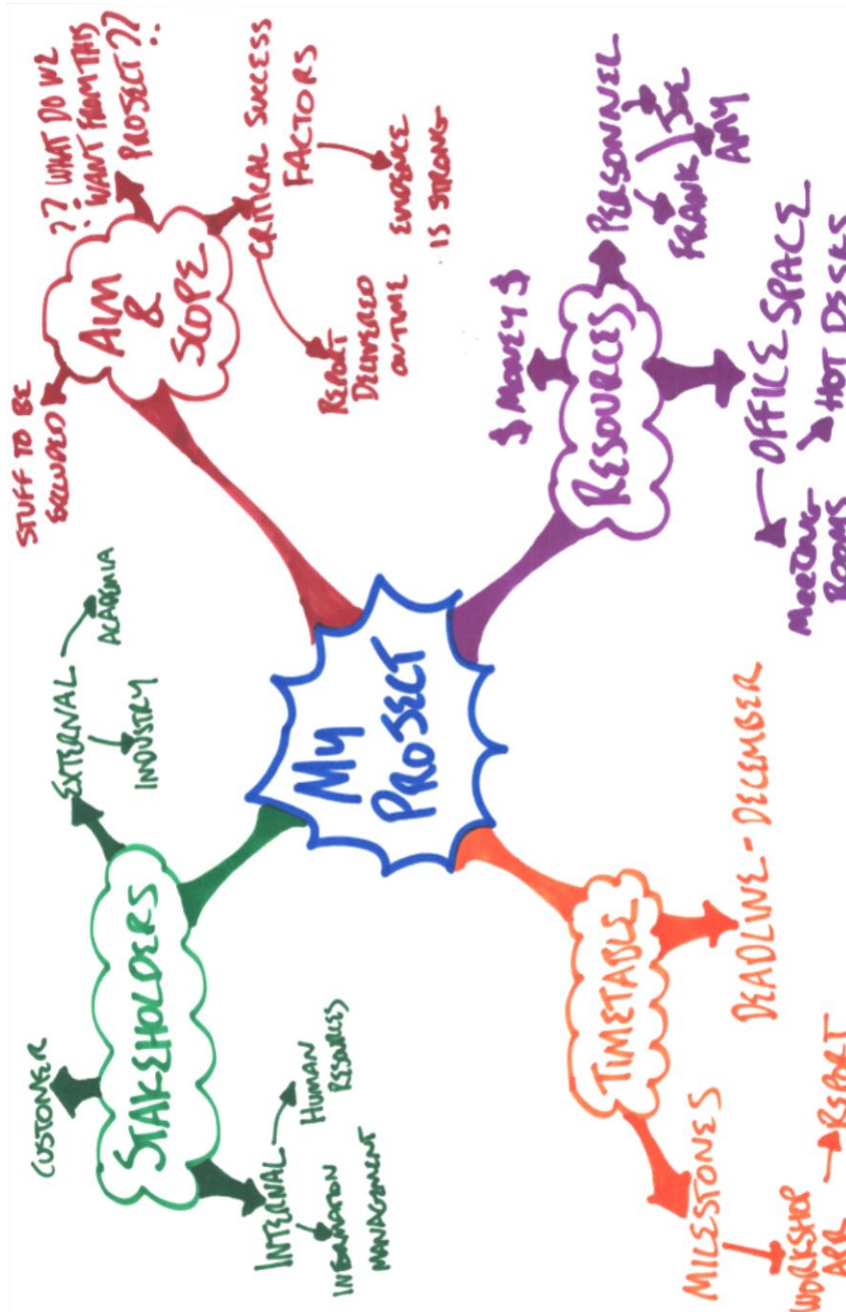 MY
PROJECT
STAKEHOLDERS
CUSTOMER
EXTERNAL
INDUSTRY
ACADEMIA
INTERNAL
INFORMATION
MANAGEMENT
HUMAN
RESOURCES
AIM
&
SCOPE
STUFF TO BE
EXCLUDED
?? WHAT DO WE
WANT FROM THIS
PROJECT ??
CRITICAL SUCCESS
FACTORS
REPORT
DELIVERED
ON TIME
EVIDENCE
IS STRONG
TIMETABLE
MILESTONES
WORKSHOP
APR
REPORT
DEADLINE - DECEMBER
RESOURCES
$ MONEY $
PERSONNEL
FRANK
AMY
JOE
OFFICE SPACE
MEETING
ROOMS
HOT DESKS